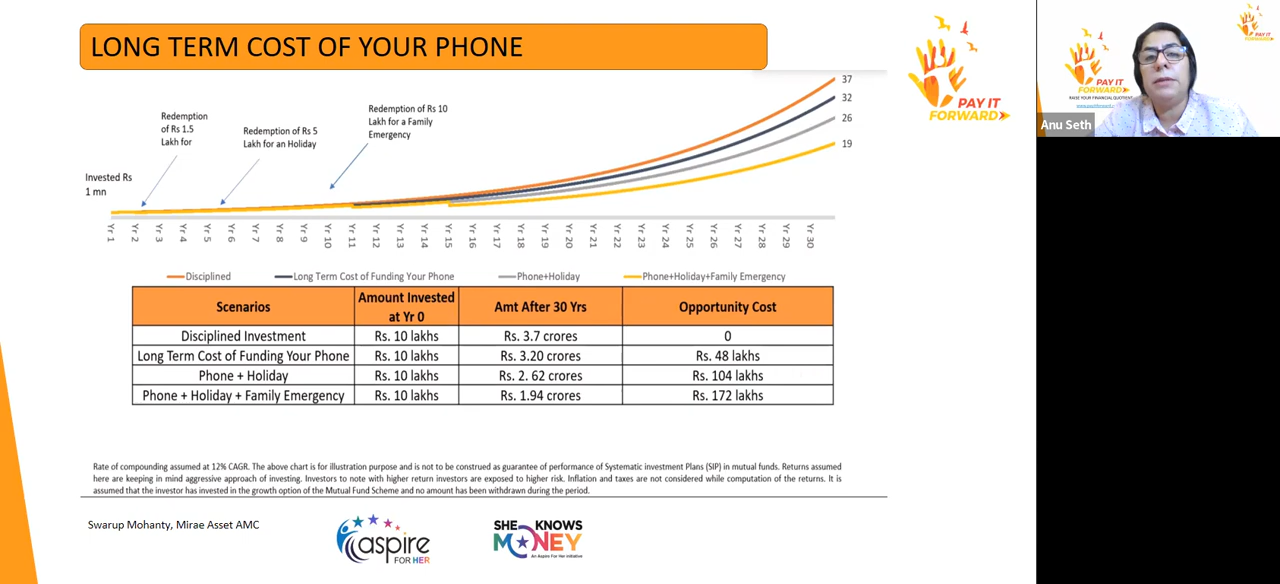 LONG TERM COST OF YOUR PHONE
Redemption
of Rs 1.5
Lakh for
Redemption of Rs 5
Lakh for an Holiday
Redemption of Rs 10
Lakh for a Family
Emergency
Invested Rs
1 mn
37
32
26
19
Yr 1
Yr 2
Yr 3
Yr 4
Yr 5
Yr 6
Yr 7
Yr 8
Yr 9
Yr 10
Yr 11
Yr 12
Yr 13
Yr 14
Yr 15
Yr 17
Yr 18
Yr 19
Yr 20
Yr 21
Yr 22
Yr 23
Yr 24
Yr 25
Yr 26
Yr 27
Yr 28
Yr 29
Yr 30
Disciplined Long Term Cost of Funding Your Phone Phone+Holiday Phone+Holiday+Family Emergency
Scenarios Amount Invested at Yr 0 Amt After 30 Yrs Opportunity Cost
Disciplined Investment Rs. 10 lakhs Rs. 3.7 crores 0
Long Term Cost of Funding Your Phone Rs. 10 lakhs Rs. 3.20 crores Rs. 48 lakhs
Phone + Holiday Rs. 10 lakhs Rs. 2. 62 crores Rs. 104 lakhs
Phone + Holiday + Family Emergency Rs. 10 lakhs Rs. 1.94 crores Rs. 172 lakhs
Rate of compounding assumed at 12% CAGR. The above chart is for illustration purpose and is not to be construed as guarantee of performance of Systematic investment Plans (SIP) in mutual funds. Returns assumed
here are keeping in mind aggressive approach of investing. Investors to note with higher return investors are exposed to higher risk. Inflation and taxes are not considered while computation of the returns. It is
assumed that the investor has invested in the growth option of the Mutual Fund Scheme and no amount has been withdrawn during the period.
Swarup Mohanty, Mirae Asset AMC
aspire
FOR HER
SHE KNOWS
MONEY
An Aspire For Her Initiative
PAY IT
FORWARD
PAY IT
FORWARD
RAISE YOUR FINANCIAL QUOTIENT
PAY IT
FORWARD
Anu Seth